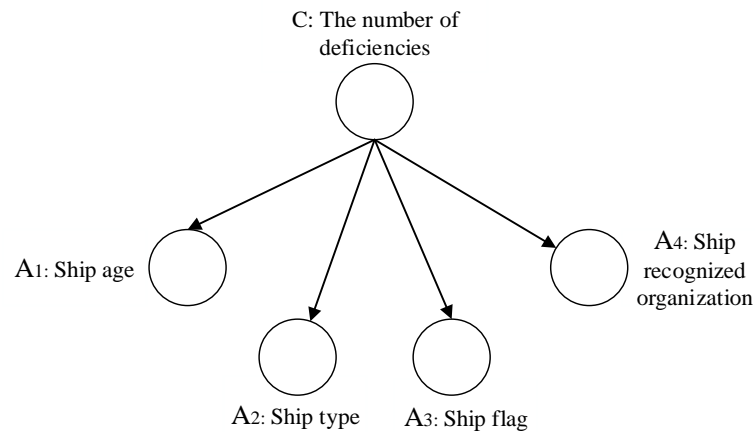 C: The number of
deficiencies
A1: Ship age
A4: Ship
recognized
organization
A2: Ship type
A3: Ship flag